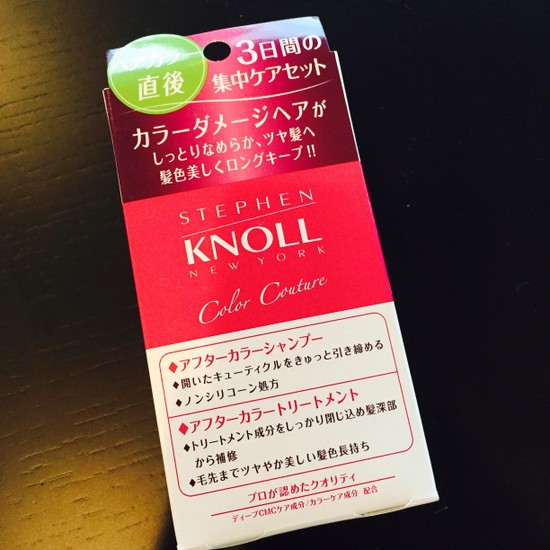 ヘアカラー
直後
3日間の
集中ケアセット
カラーダメージヘアが
しっとりなめらか、ツヤ髪へ
髪色美しくロングキープ!!
STEPHEN
KNOLL
NEW YORK
Color Couture
◆アフターカラーシャンプー
◆開いたキューティクルをきゅっと引き締める
◆ノンシリコーン処方
◆アフターカラートリートメント
◆トリートメント成分をしっかり閉じ込め髪深部
から補修
◆毛先までツヤやか美しい髪色長持ち
プロが認めたクオリティ
ディープCMCケア成分/カラーケア成分 配合